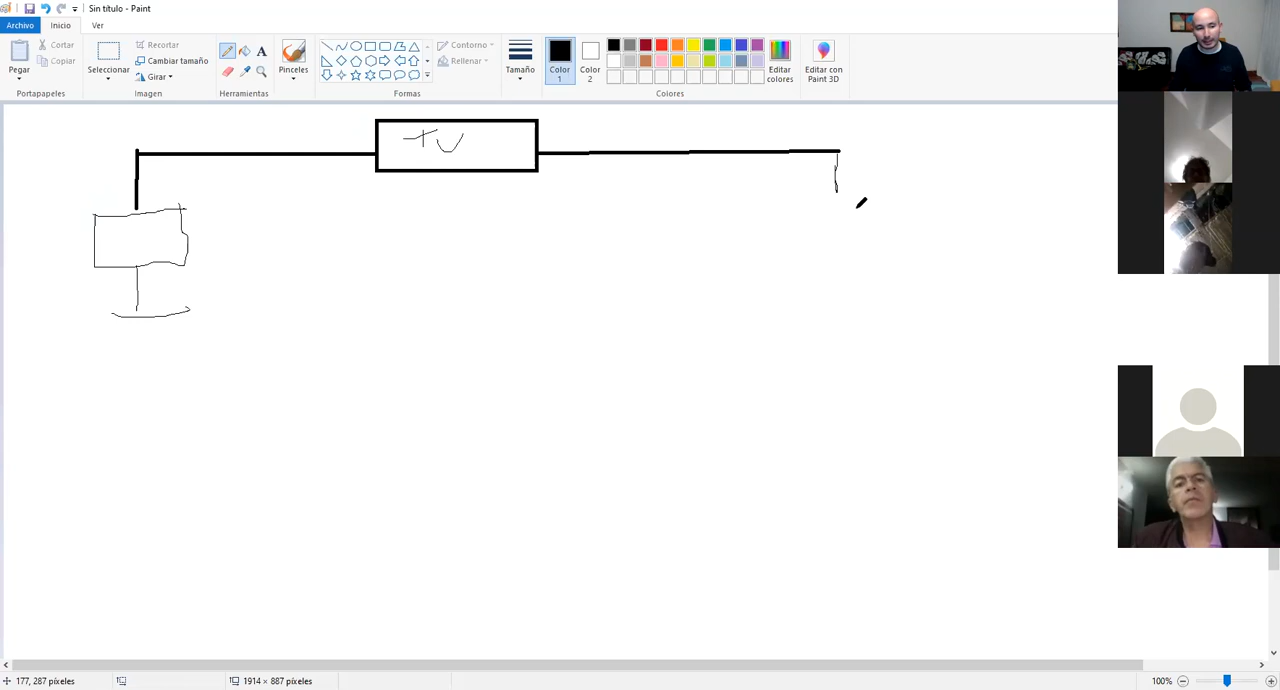 Sin título - Paint
Archivo Inicio Ver
Pegar
Cortar
Copiar
Portapapeles
Seleccionar
Recortar
Cambiar tamaño
Girar
Imagen
A
Herramientas
Pinceles
Contorno
Rellenar
Formas
Tamaño
Color 1
Color 2
Editar colores
Editar con Paint 3D
Colores
TU
177, 287 píxeles
1914 × 887 píxeles
100%